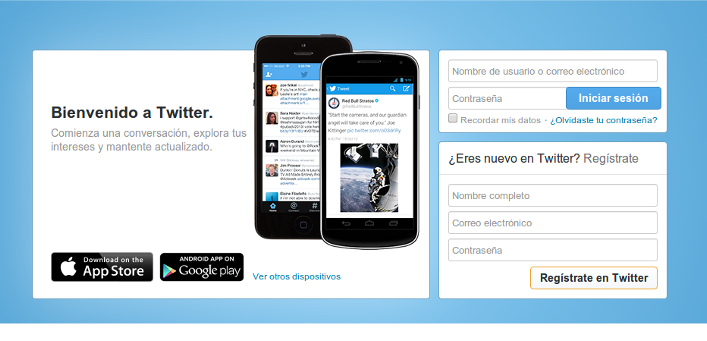 Bienvenido a Twitter.
Comienza una conversación, explora tus
intereses y mantente actualizado.
Download on the
App Store
ANDROID APP ON
Google play
Ver otros dispositivos
Tweet
Red Bull Stratos
"Start the cameras, and our guardian
angel will take care of you." Joe
Kittinger
Nombre de usuario o correo electrónico
Contraseña
Iniciar sesión
Recordar mis datos · ¿Olvidaste tu contraseña?
¿Eres nuevo en Twitter? Regístrate
Nombre completo
Correo electrónico
Contraseña
Regístrate en Twitter